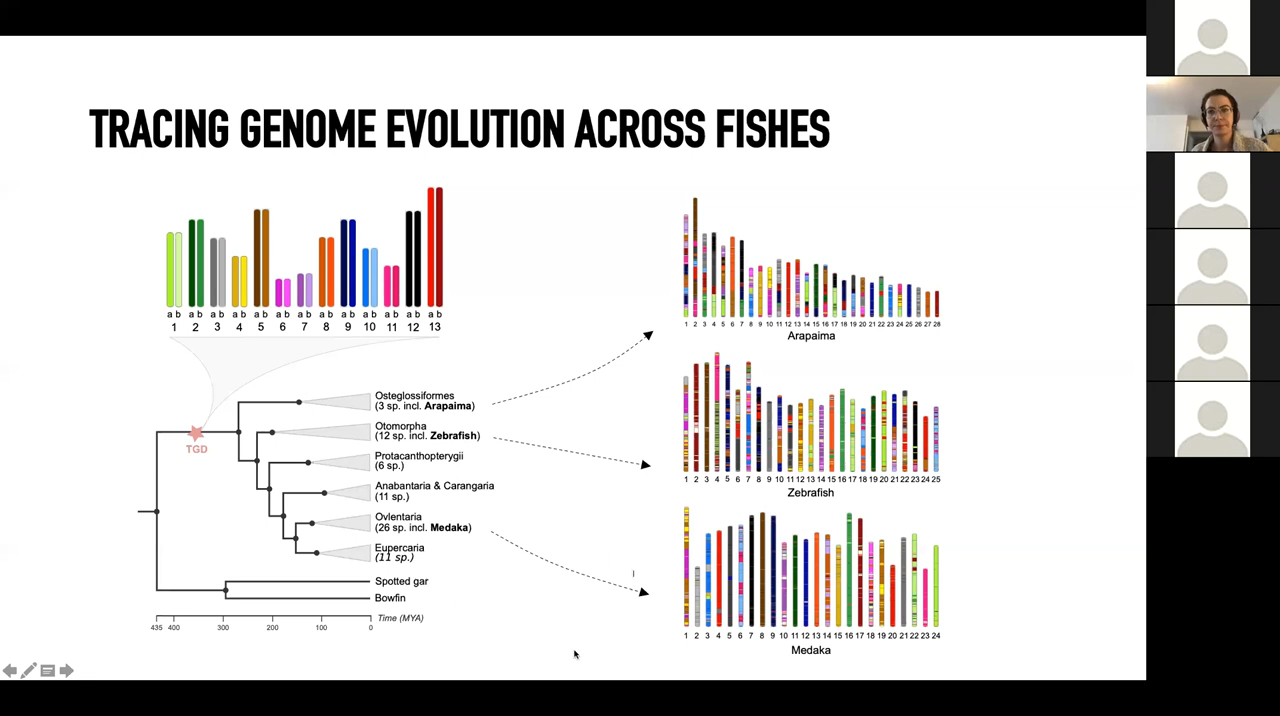 TRACING GENOME EVOLUTION ACROSS FISHES
a b a b a b a b a b a b a b a b a b a b a b a b a b
1 2 3 4 5 6 7 8 9 10 11 12 13
TGD
Osteglossiformes
(3 sp. incl. Arapaima)
Otomorpha
(12 sp. incl. Zebrafish)
Protacanthopterygii
(6 sp.)
Anabantaria & Carangaria
(11 sp.)
Ovlentaria
(26 sp. incl. Medaka)
Eupercaria
(11 sp.)
Spotted gar
Bowfin
Time (MYA)
435 400 300 200 100 0
1 2 3 4 5 6 7 8 9 10 11 12 13 14 15 16 17 18 19 20 21 22 23 24 25 26 27 28
Arapaima
1 2 3 4 5 6 7 8 9 10 11 12 13 14 15 16 17 18 19 20 21 22 23 24 25
Zebrafish
1 2 3 4 5 6 7 8 9 10 11 12 13 14 15 16 17 18 19 20 21 22 23 24
Medaka